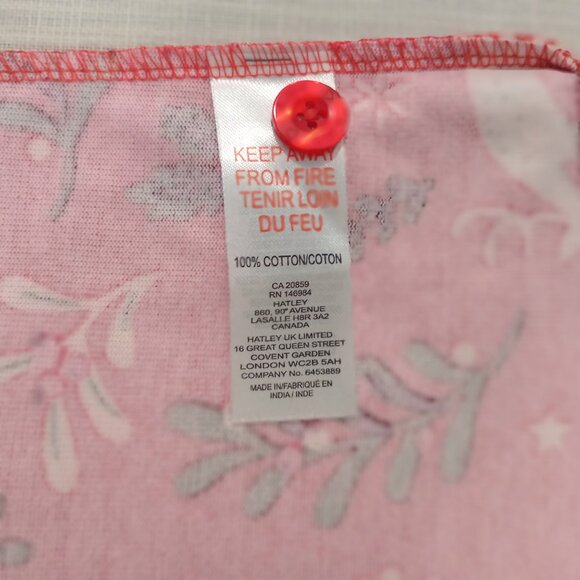 KEEP AWAY
FROM FIRE
TENIR LOIN
DU FEU
100% COTTON/COTON
CA 20859
RN 146984
HATLEY
860, 90e AVENUE
LASALLE H8R 3A2
CANADA
HATLEY UK LIMITED
16 GREAT QUEEN STREET
COVENT GARDEN
LONDON WC2B 5AH
COMPANY No. 6453889
MADE IN/FABRIQUÉ EN
INDIA / INDE